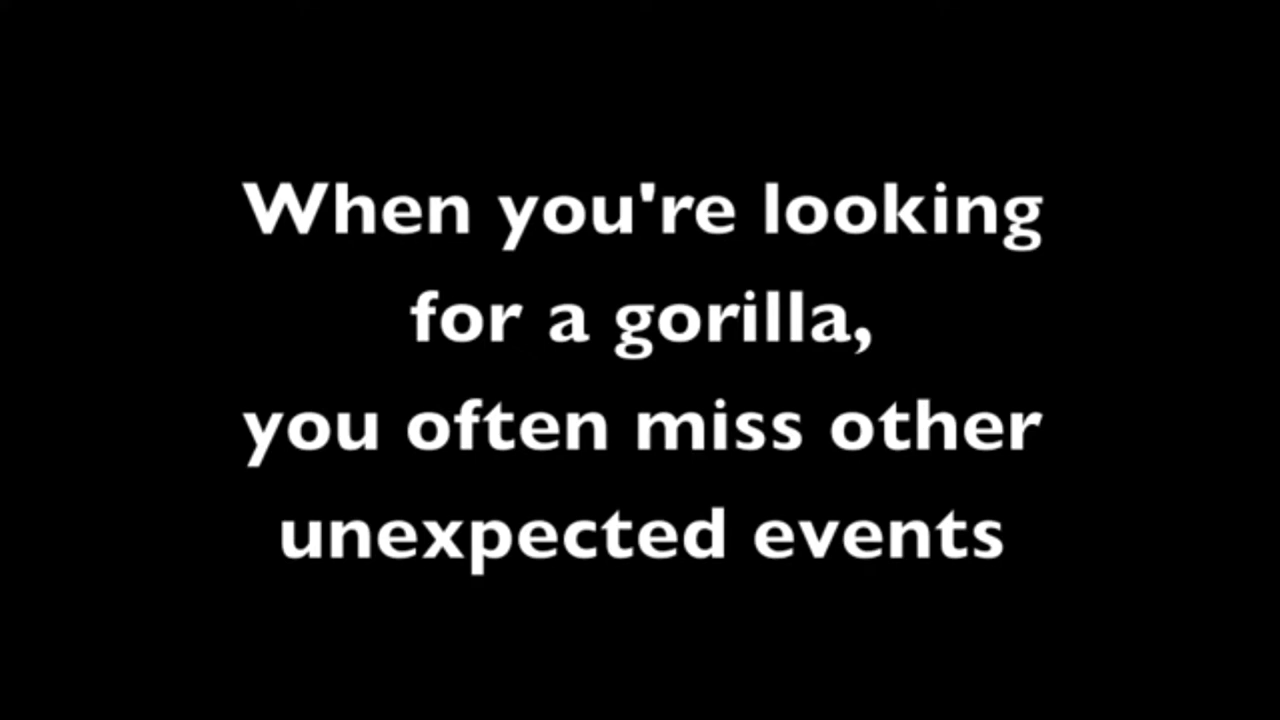 When you're looking
for a gorilla,
you often miss other
unexpected events